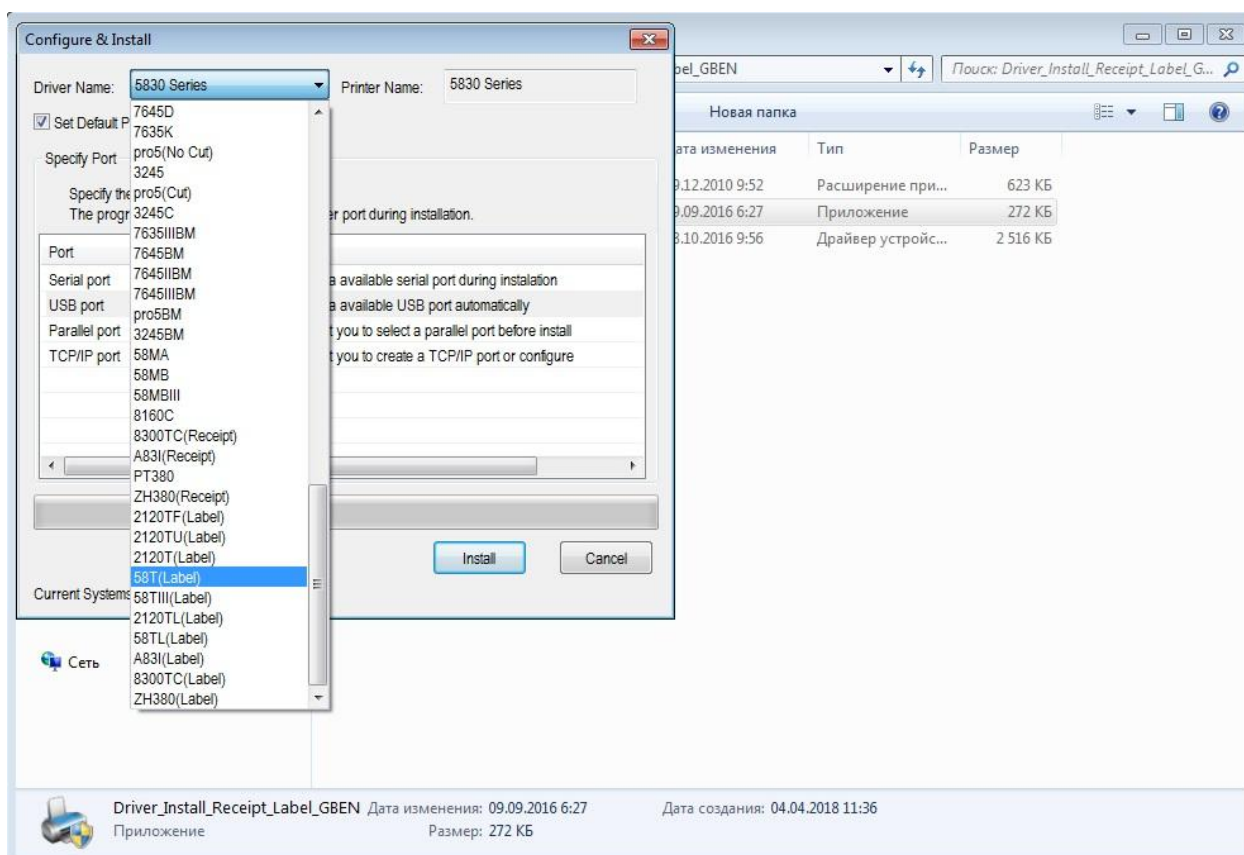 Configure & Install
Driver Name: 5830 Series Printer Name: 5830 Series
Set Default P
Specify Port
Specify the
The progr er port during installation.
Port
Serial port a available serial port during instalation
USB port a available USB port automatically
Parallel port t you to select a parallel port before install
TCP/IP port t you to create a TCP/IP port or configure
7645D
7635K
pro5(No Cut)
3245
pro5(Cut)
3245C
7635IIIBM
7645BM
7645IIBM
7645IIIBM
pro5BM
3245BM
58MA
58MB
58MBIII
8160C
8300TC(Receipt)
A83I(Receipt)
PT380
ZH380(Receipt)
2120TF(Label)
2120TU(Label)
2120T(Label)
58T(Label)
58TIII(Label)
2120TL(Label)
58TL(Label)
A83I(Label)
8300TC(Label)
ZH380(Label)
Install Cancel
Current Systems
bel_GBEN Поиск: Driver_Install_Receipt_Label_G...
Новая папка
ата изменения Тип Размер
9.12.2010 9:52 Расширение при... 623 КБ
9.09.2016 6:27 Приложение 272 КБ
3.10.2016 9:56 Драйвер устройс... 2 516 КБ
Сеть
Driver_Install_Receipt_Label_GBEN Дата изменения: 09.09.2016 6:27 Дата создания: 04.04.2018 11:36
Приложение Размер: 272 КБ